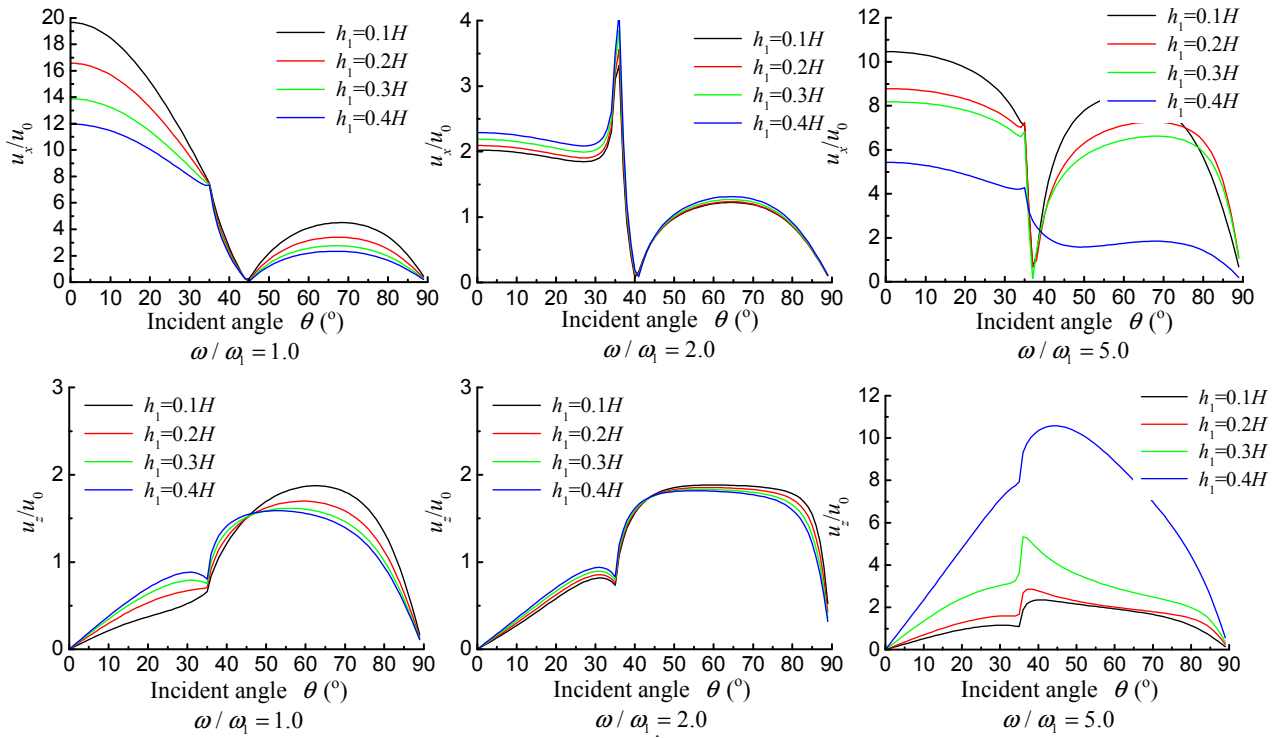 20
18
16
14
12
10
8
6
4
2
0
u_x/u_0
h_1=0.1H
h_1=0.2H
h_1=0.3H
h_1=0.4H
0 10 20 30 40 50 60 70 80 90
Incident angle θ (°)
ω / ω_1 = 1.0
4
3
2
1
0
u_x/u_0
h_1=0.1H
h_1=0.2H
h_1=0.3H
h_1=0.4H
0 10 20 30 40 50 60 70 80 90
Incident angle θ (°)
ω / ω_1 = 2.0
12
10
8
6
4
2
0
u_x/u_0
h_1=0.1H
h_1=0.2H
h_1=0.3H
h_1=0.4H
0 10 20 30 40 50 60 70 80 90
Incident angle θ (°)
ω / ω_1 = 5.0
3
2
1
0
u_z/u_0
h_1=0.1H
h_1=0.2H
h_1=0.3H
h_1=0.4H
0 10 20 30 40 50 60 70 80 90
Incident angle θ (°)
ω / ω_1 = 1.0
3
2
1
0
u_z/u_0
h_1=0.1H
h_1=0.2H
h_1=0.3H
h_1=0.4H
0 10 20 30 40 50 60 70 80 90
Incident angle θ (°)
ω / ω_1 = 2.0
12
10
8
6
4
2
0
u_z/u_0
h_1=0.1H
h_1=0.2H
h_1=0.3H
h_1=0.4H
0 10 20 30 40 50 60 70 80 90
Incident angle θ (°)
ω / ω_1 = 5.0